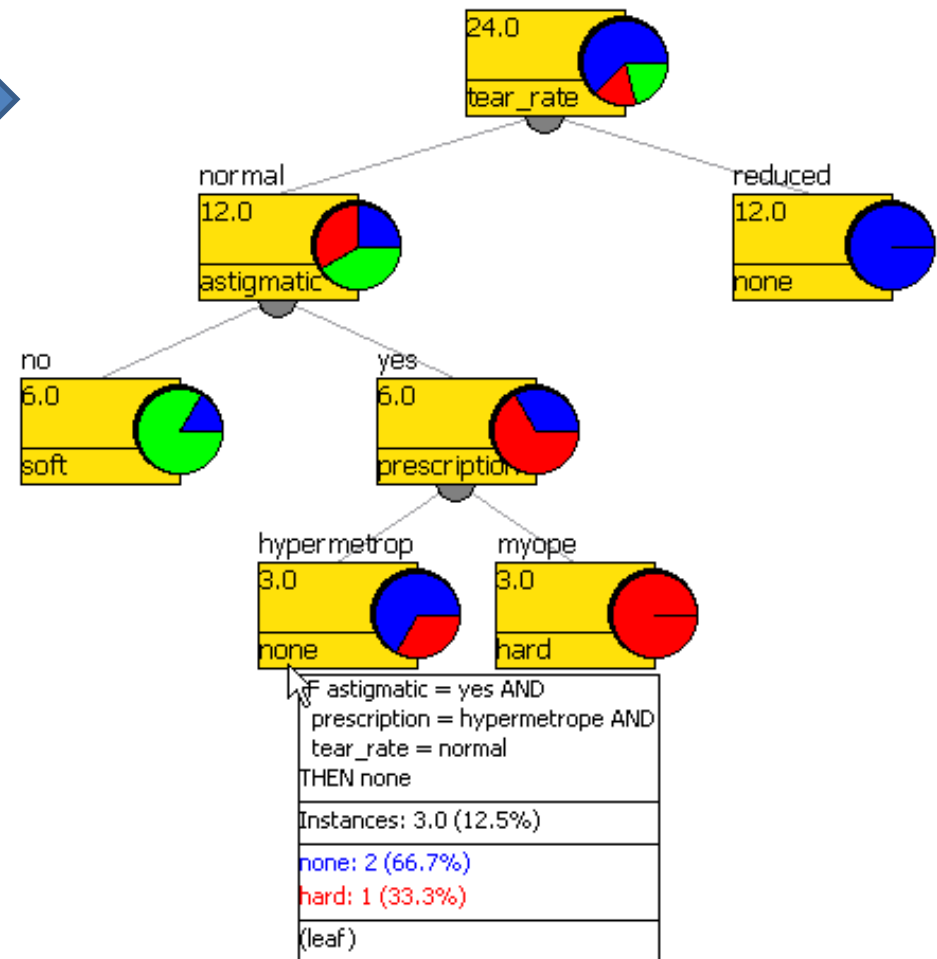 24.0
tear_rate
normal
reduced
12.0
12.0
astigmatic
none
no
yes
6.0
6.0
soft
prescription
hypermetrop
myope
3.0
3.0
none
hard
F astigmatic = yes AND
prescription = hypermetrope AND
tear_rate = normal
THEN none
Instances: 3.0 (12.5%)
none: 2 (66.7%)
hard: 1 (33.3%)
(leaf)